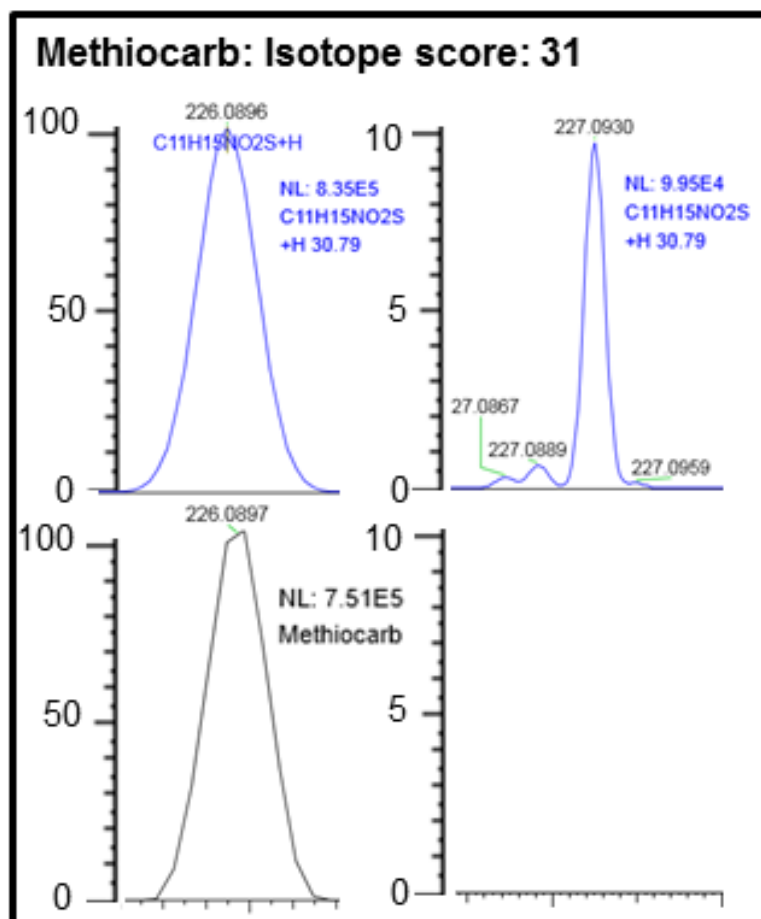 Methiocarb: Isotope score: 31
226.0896
C11H15NO2S+H
NL: 8.35E5
C11H15NO2S
+H 30.79
100
50
0
227.0930
NL: 9.95E4
C11H15NO2S
+H 30.79
10
5
0
27.0867
227.0889
227.0959
226.0897
NL: 7.51E5
Methiocarb
100
50
0
10
5
0